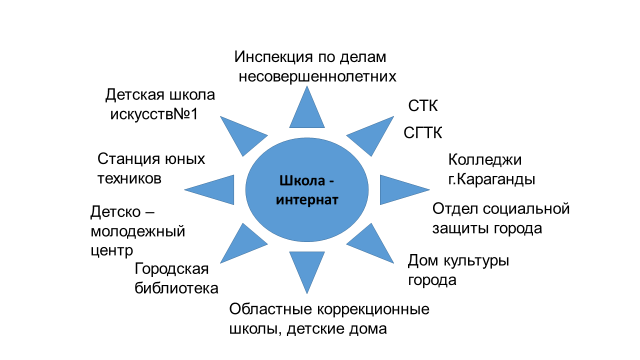 Инспекция по делам
несовершеннолетних
Детская школа
искусств№1
СТК
СГТК
Станция юных
техников
Колледжи
г.Караганды
Школа -
интернат
Детско –
молодежный
центр
Отдел социальной
защиты города
Городская
библиотека
Дом культуры
города
Областные коррекционные
школы, детские дома